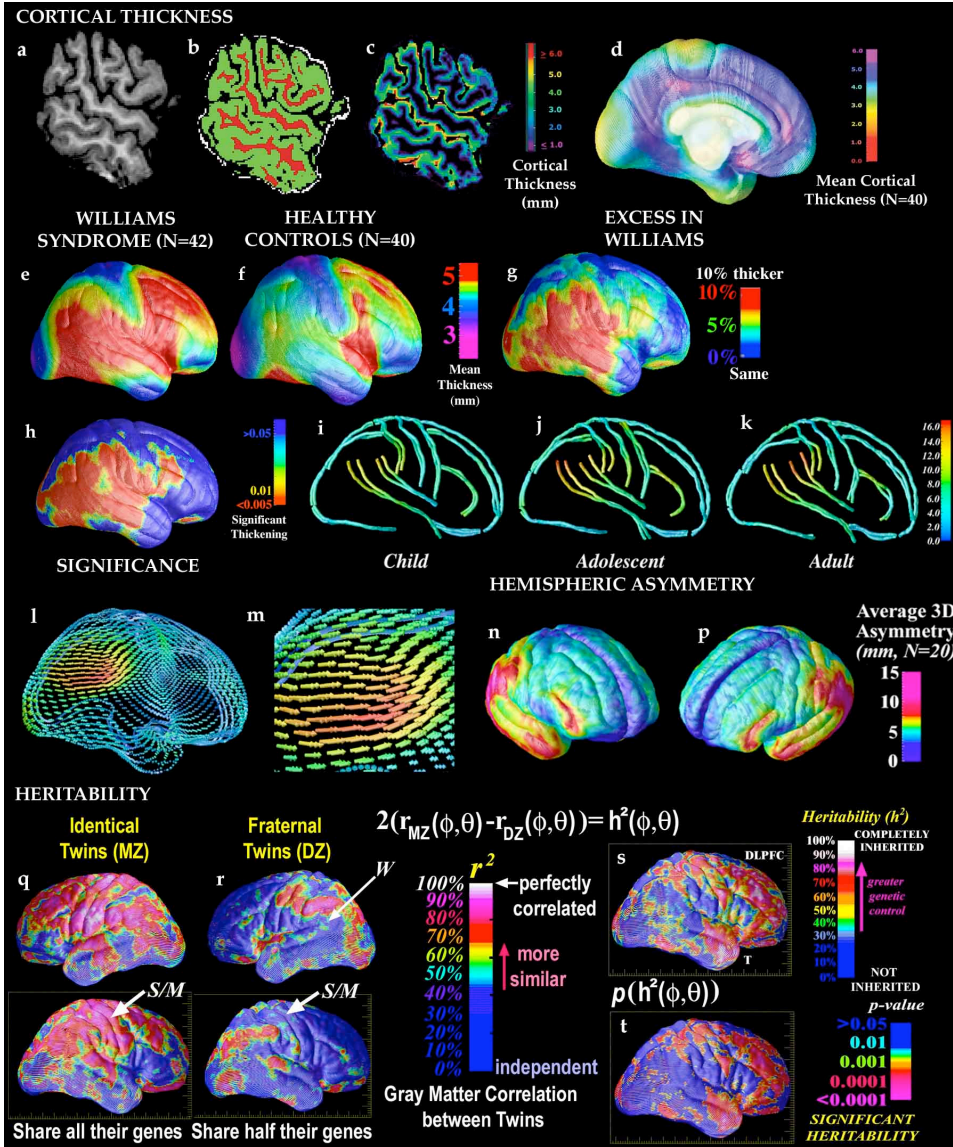 CORTICAL THICKNESS
a
b
c
≥ 6.0
5.0
4.0
3.0
2.0
≤ 1.0
Cortical
Thickness
(mm)
d
6.0
5.0
4.0
3.0
2.0
1.0
0.0
Mean Cortical
Thickness (N=40)
WILLIAMS
SYNDROME (N=42)
HEALTHY
CONTROLS (N=40)
EXCESS IN
WILLIAMS
e
f
5
4
3
Mean
Thickness
(mm)
g
10% thicker
10%
5%
0%
Same
h
>0.05
0.01
<0.005
Significant
Thickening
SIGNIFICANCE
i
Child
j
Adolescent
k
Adult
16.0
14.0
12.0
10.0
8.0
6.0
4.0
2.0
0.0
HEMISPHERIC ASYMMETRY
l
m
n
p
Average 3D
Asymmetry
(mm, N=20)
15
10
5
0
HERITABILITY
Identical
Twins (MZ)
Fraternal
Twins (DZ)
2(rMZ(ϕ,θ)-rDZ(ϕ,θ))= h²(ϕ,θ)
q
r
W
S/M
S/M
Share all their genes
Share half their genes
r²
100%
90%
80%
70%
60%
50%
40%
30%
20%
10%
0%
perfectly
correlated
more
similar
independent
Gray Matter Correlation
between Twins
s
DLPFC
T
Heritability (h²)
COMPLETELY
INHERITED
100%
90%
80%
70%
60%
50%
40%
30%
20%
10%
0%
greater
genetic
control
NOT
INHERITED
p(h²(ϕ,θ))
t
p-value
>0.05
0.01
0.001
0.0001
<0.0001
SIGNIFICANT
HERITABILITY